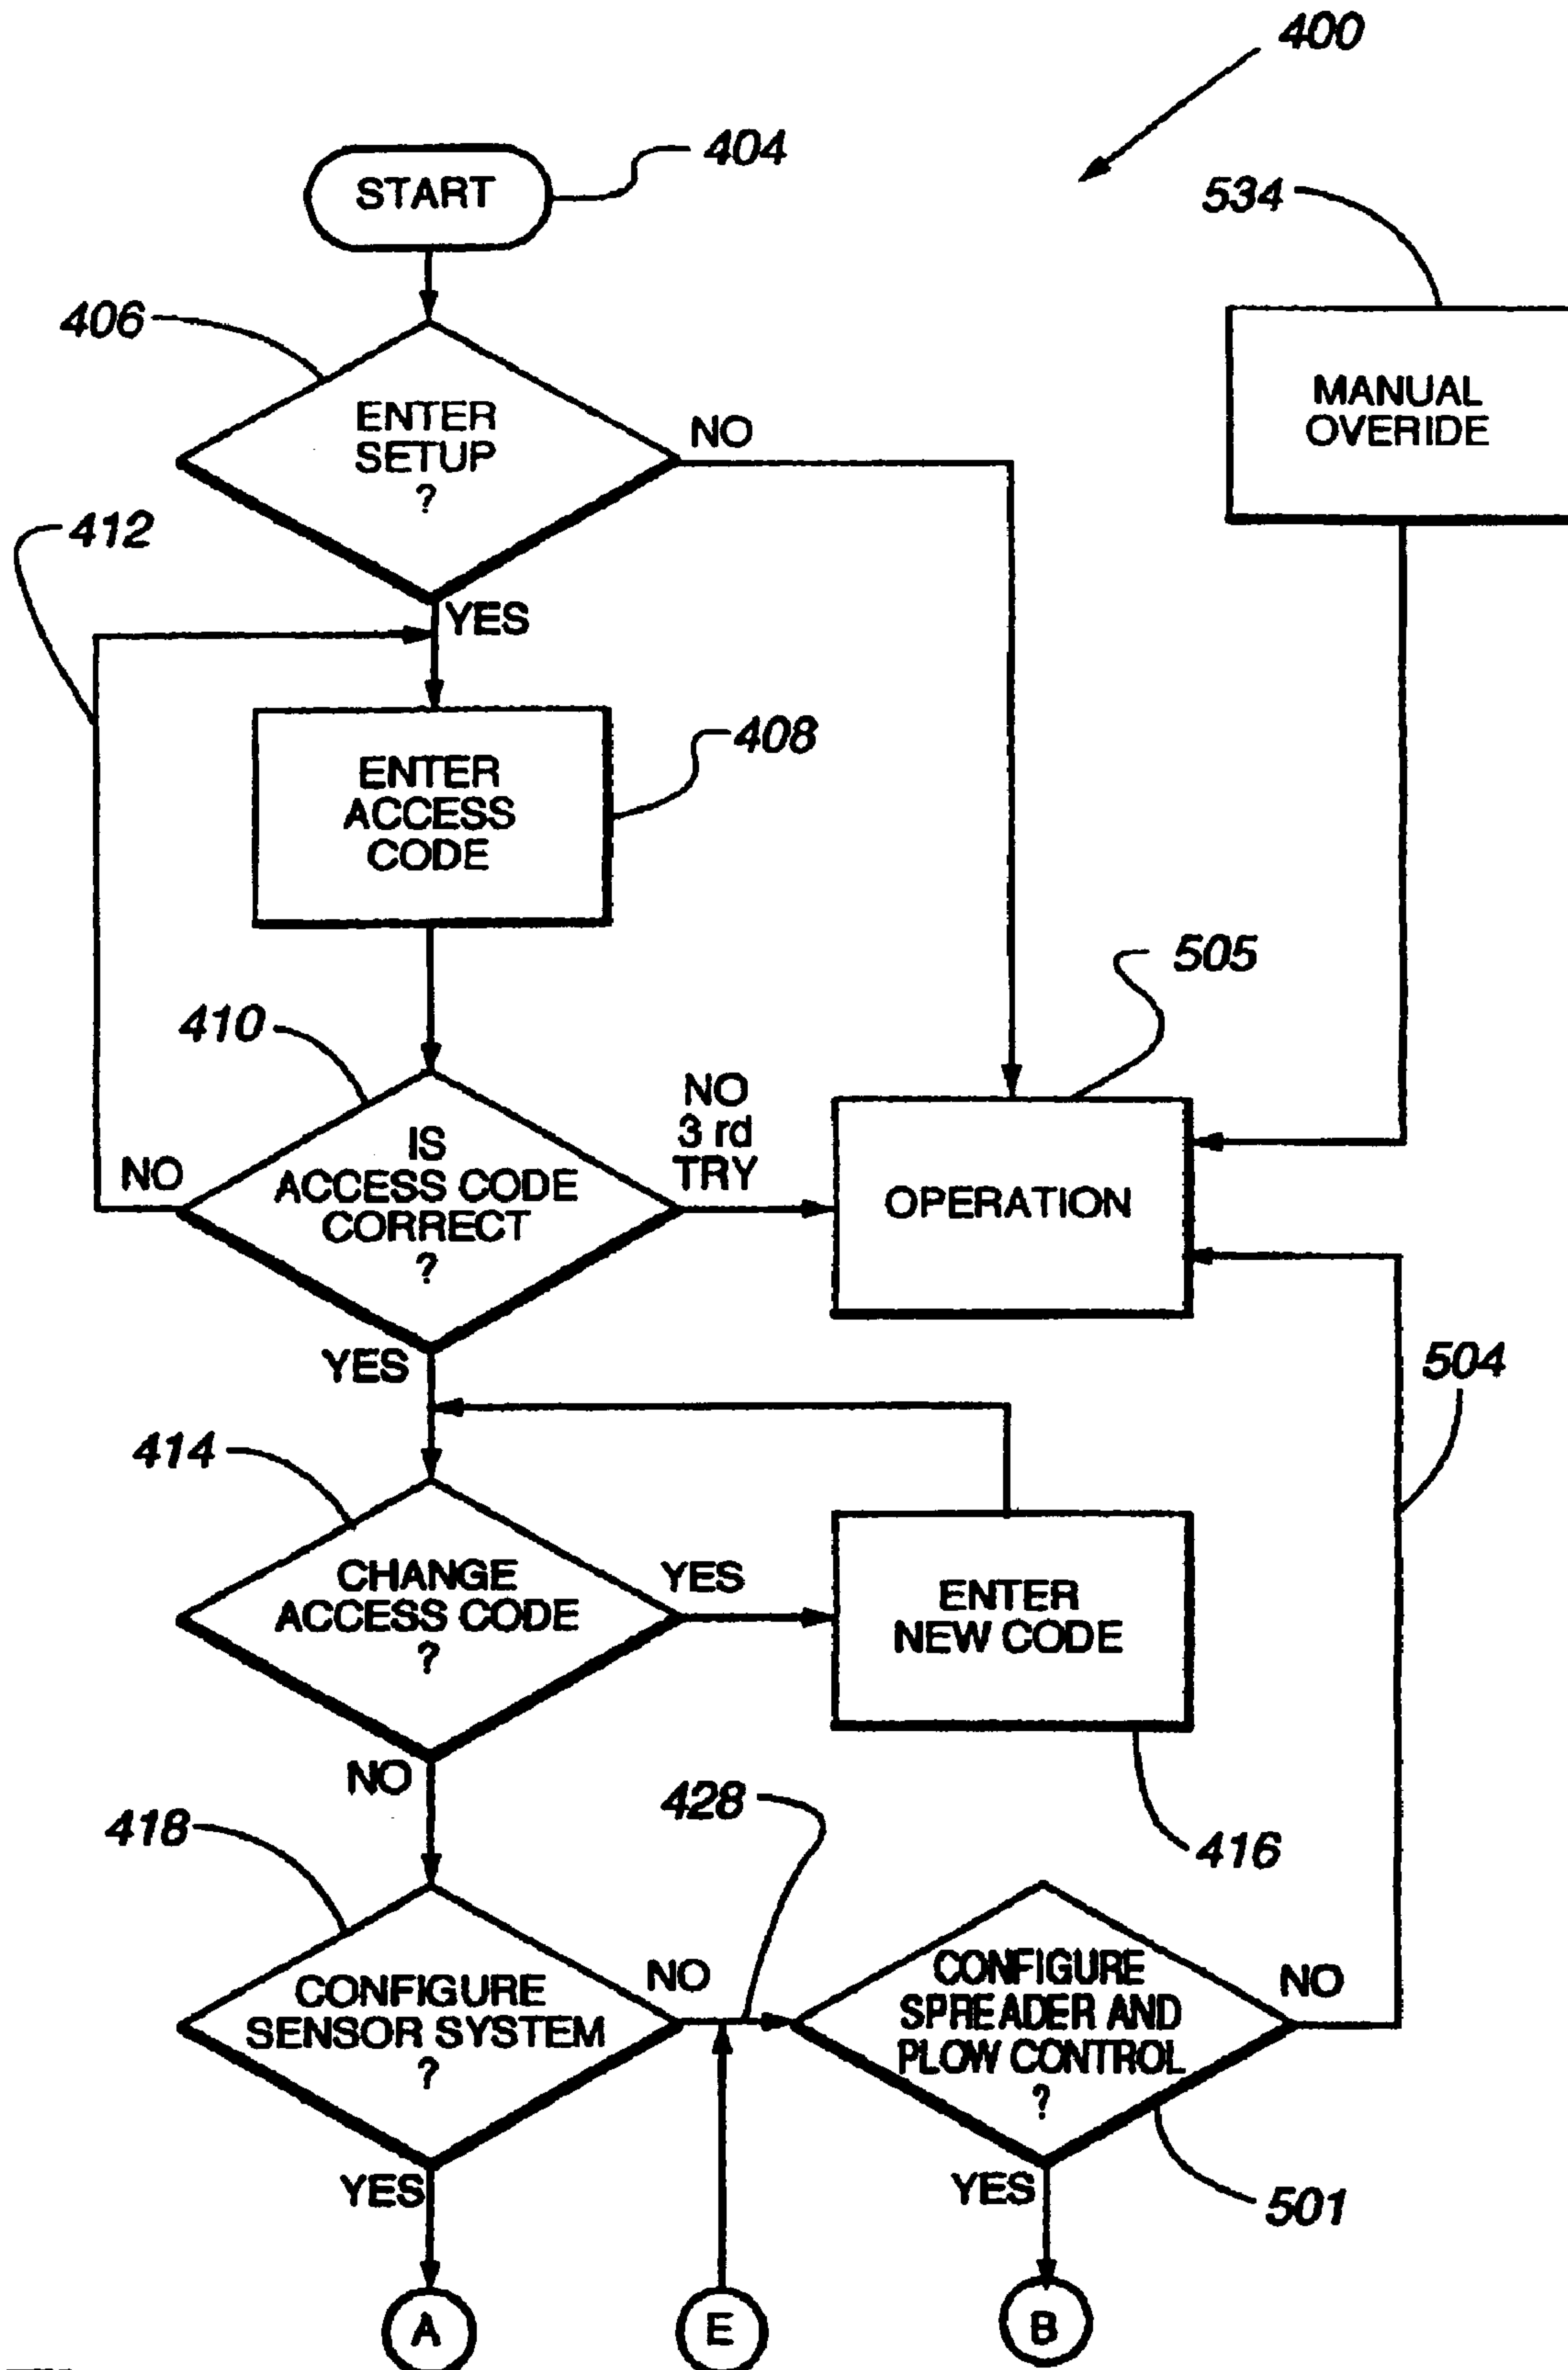 400
START
404
534
406
ENTER
SETUP
?
NO
MANUAL
OVERIDE
412
YES
ENTER
ACCESS
CODE
408
505
410
IS
ACCESS CODE
CORRECT
?
NO
NO
3 rd
TRY
OPERATION
YES
504
414
CHANGE
ACCESS CODE
?
YES
ENTER
NEW CODE
NO
416
418
428
CONFIGURE
SENSOR SYSTEM
?
NO
CONFIGURE
SPREADER AND
PLOW CONTROL
?
NO
YES
YES
501
A
E
B